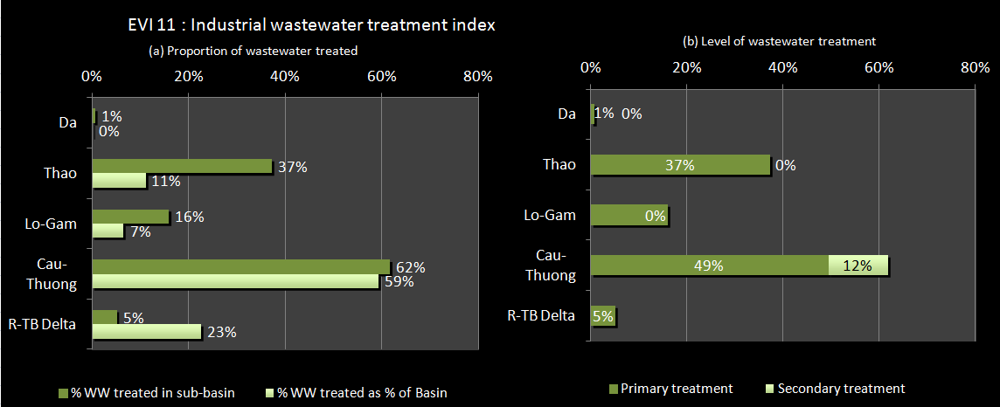 EVI 11 : Industrial wastewater treatment index
(a) Proportion of wastewater treated
0% 20% 40% 60% 80%
Da
1%
0%
Thao
37%
11%
Lo-Gam
16%
7%
Cau-
Thuong
62%
59%
R-TB Delta
5%
23%
% WW treated in sub-basin % WW treated as % of Basin
(b) Level of wastewater treatment
0% 20% 40% 60% 80%
Da 1% 0%
Thao 37% 0%
Lo-Gam 0%
Cau-
Thuong
49% 12%
R-TB Delta 5%
Primary treatment Secondary treatment